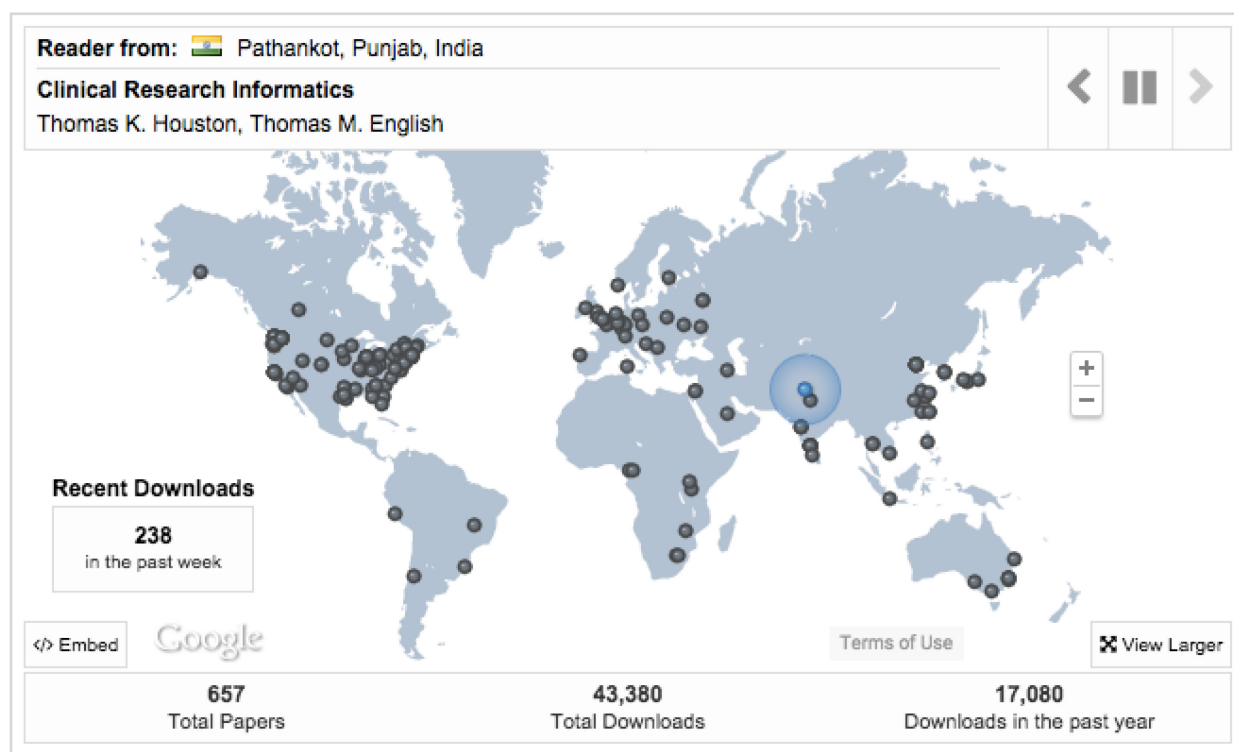 Reader from: Pathankot, Punjab, India
Clinical Research Informatics
Thomas K. Houston, Thomas M. English
+
−
Recent Downloads
238
in the past week
</> Embed
Google
Terms of Use
View Larger
657
Total Papers
43,380
Total Downloads
17,080
Downloads in the past year